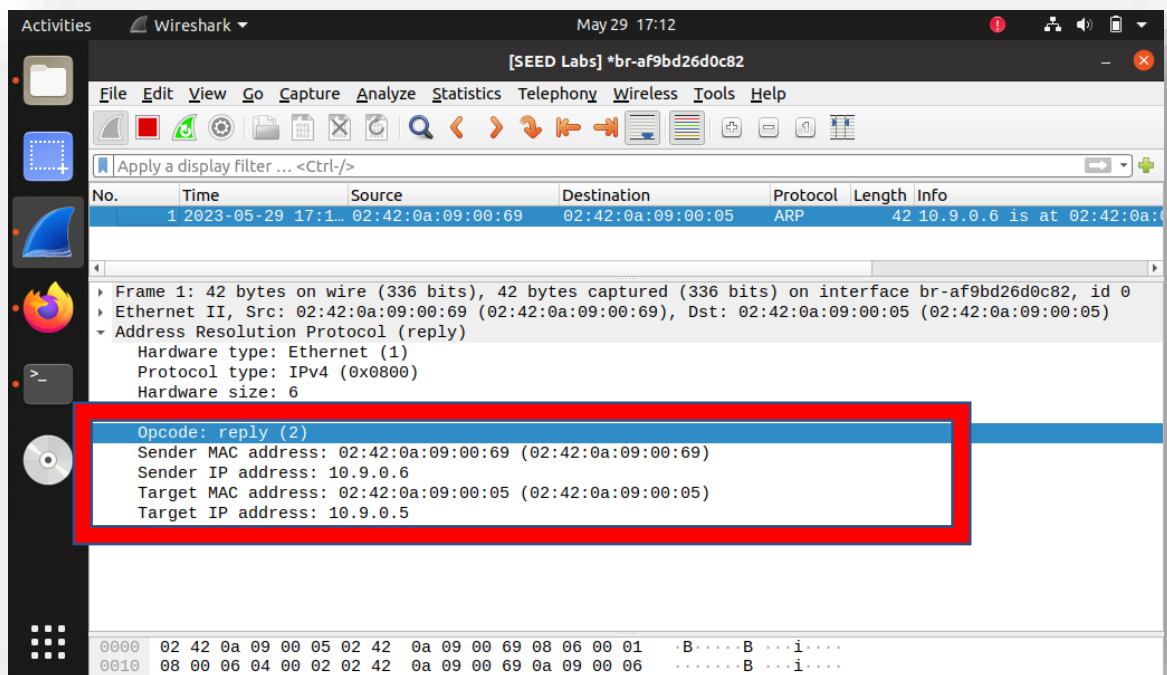 Activities Wireshark May 29 17:12
[SEED Labs] *br-af9bd26d0c82
File Edit View Go Capture Analyze Statistics Telephony Wireless Tools Help
Apply a display filter … <Ctrl-/>
No. Time Source Destination Protocol Length Info
1 2023-05-29 17:1… 02:42:0a:09:00:69 02:42:0a:09:00:05 ARP 42 10.9.0.6 is at 02:42:0a:
Frame 1: 42 bytes on wire (336 bits), 42 bytes captured (336 bits) on interface br-af9bd26d0c82, id 0
Ethernet II, Src: 02:42:0a:09:00:69 (02:42:0a:09:00:69), Dst: 02:42:0a:09:00:05 (02:42:0a:09:00:05)
Address Resolution Protocol (reply)
Hardware type: Ethernet (1)
Protocol type: IPv4 (0x0800)
Hardware size: 6
Opcode: reply (2)
Sender MAC address: 02:42:0a:09:00:69 (02:42:0a:09:00:69)
Sender IP address: 10.9.0.6
Target MAC address: 02:42:0a:09:00:05 (02:42:0a:09:00:05)
Target IP address: 10.9.0.5
0000 02 42 0a 09 00 05 02 42 0a 09 00 69 08 06 00 01 ·B·····B ···i····
0010 08 00 06 04 00 02 02 42 0a 09 00 69 0a 09 00 06 ·······B ···i····